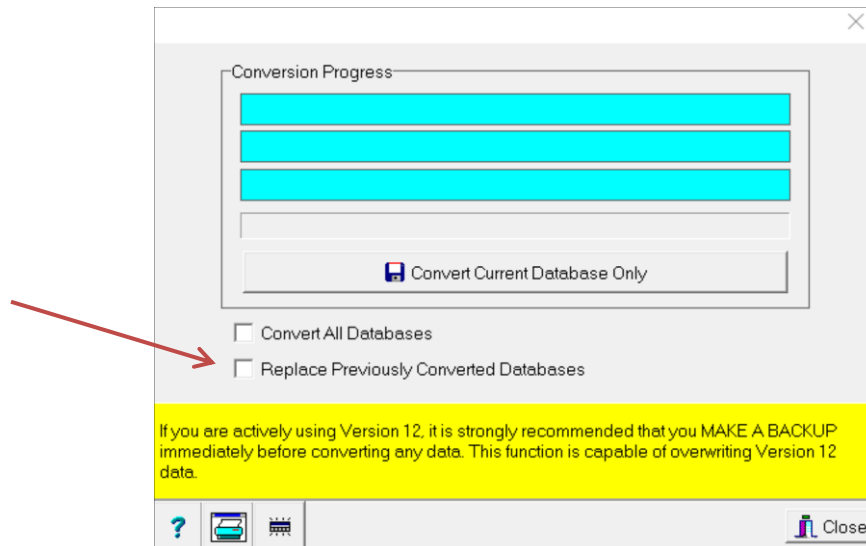 Conversion Progress
Convert Current Database Only
Convert All Databases
Replace Previously Converted Databases
If you are actively using Version 12, it is strongly recommended that you MAKE A BACKUP
immediately before converting any data. This function is capable of overwriting Version 12
data.
?
Close